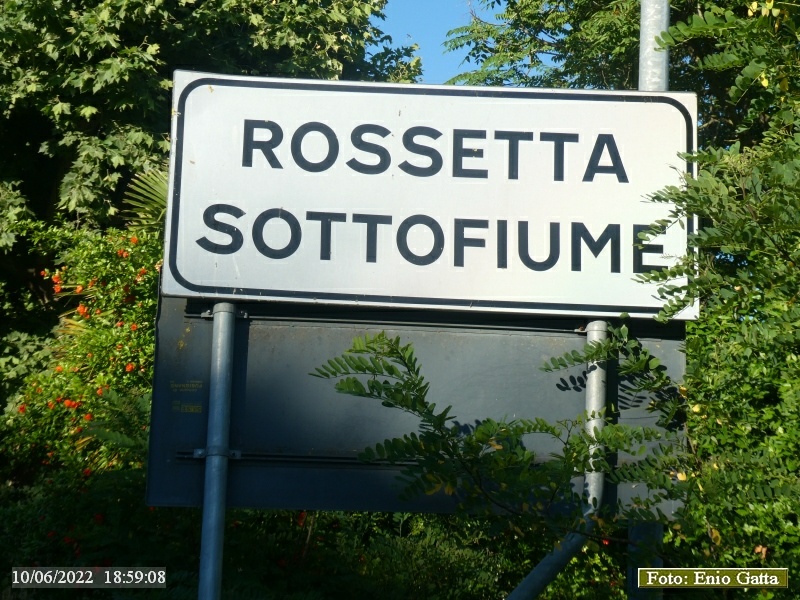 ROSSETTA
SOTTOFIUME
10/06/2022 18:59:08
Foto: Enio Gatta